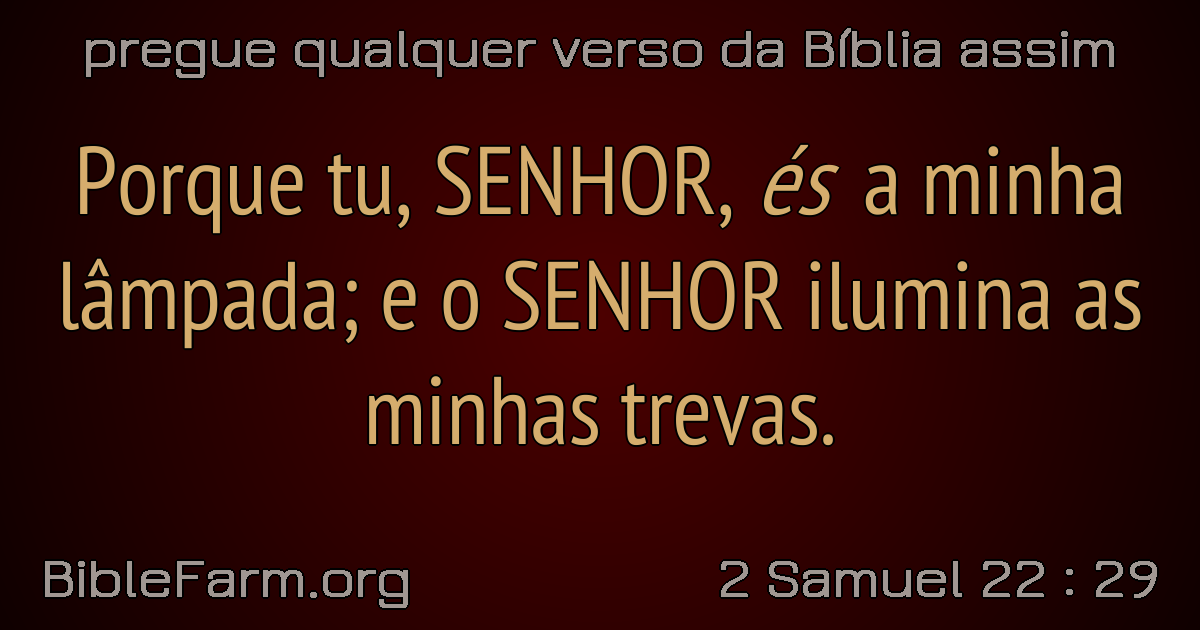 pregue qualquer verso da Bíblia assim
Porque tu, SENHOR, és a minha
lâmpada; e o SENHOR ilumina as
minhas trevas.
BibleFarm.org
2 Samuel 22 : 29